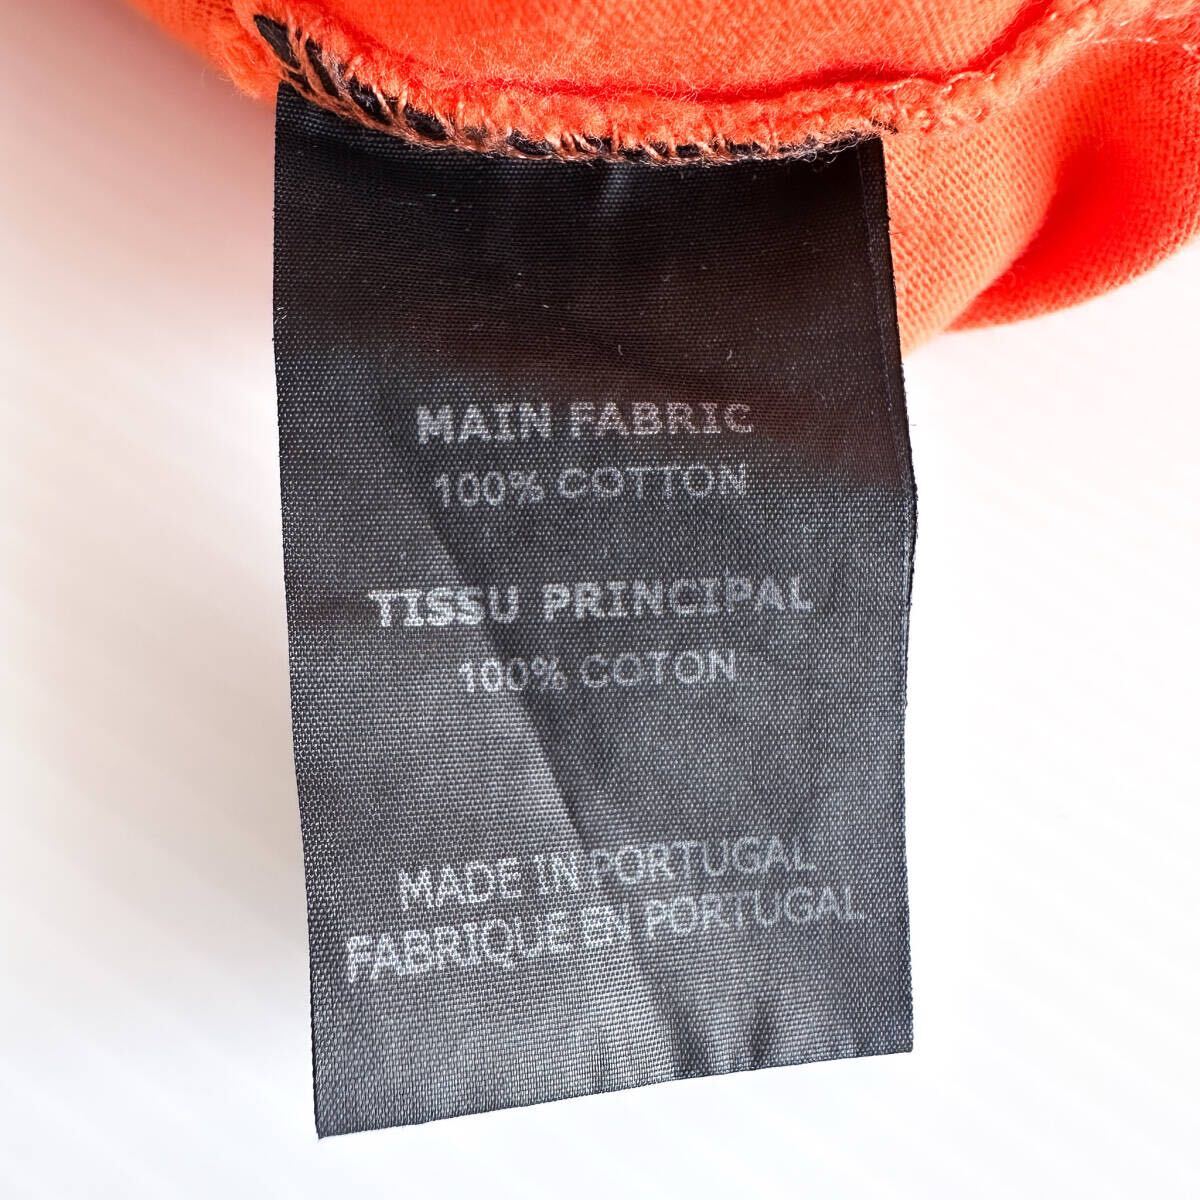 MAIN FABRIC
100% COTTON
TISSU PRINCIPAL
100% COTON
MADE IN PORTUGAL
FABRIQUE EN PORTUGAL